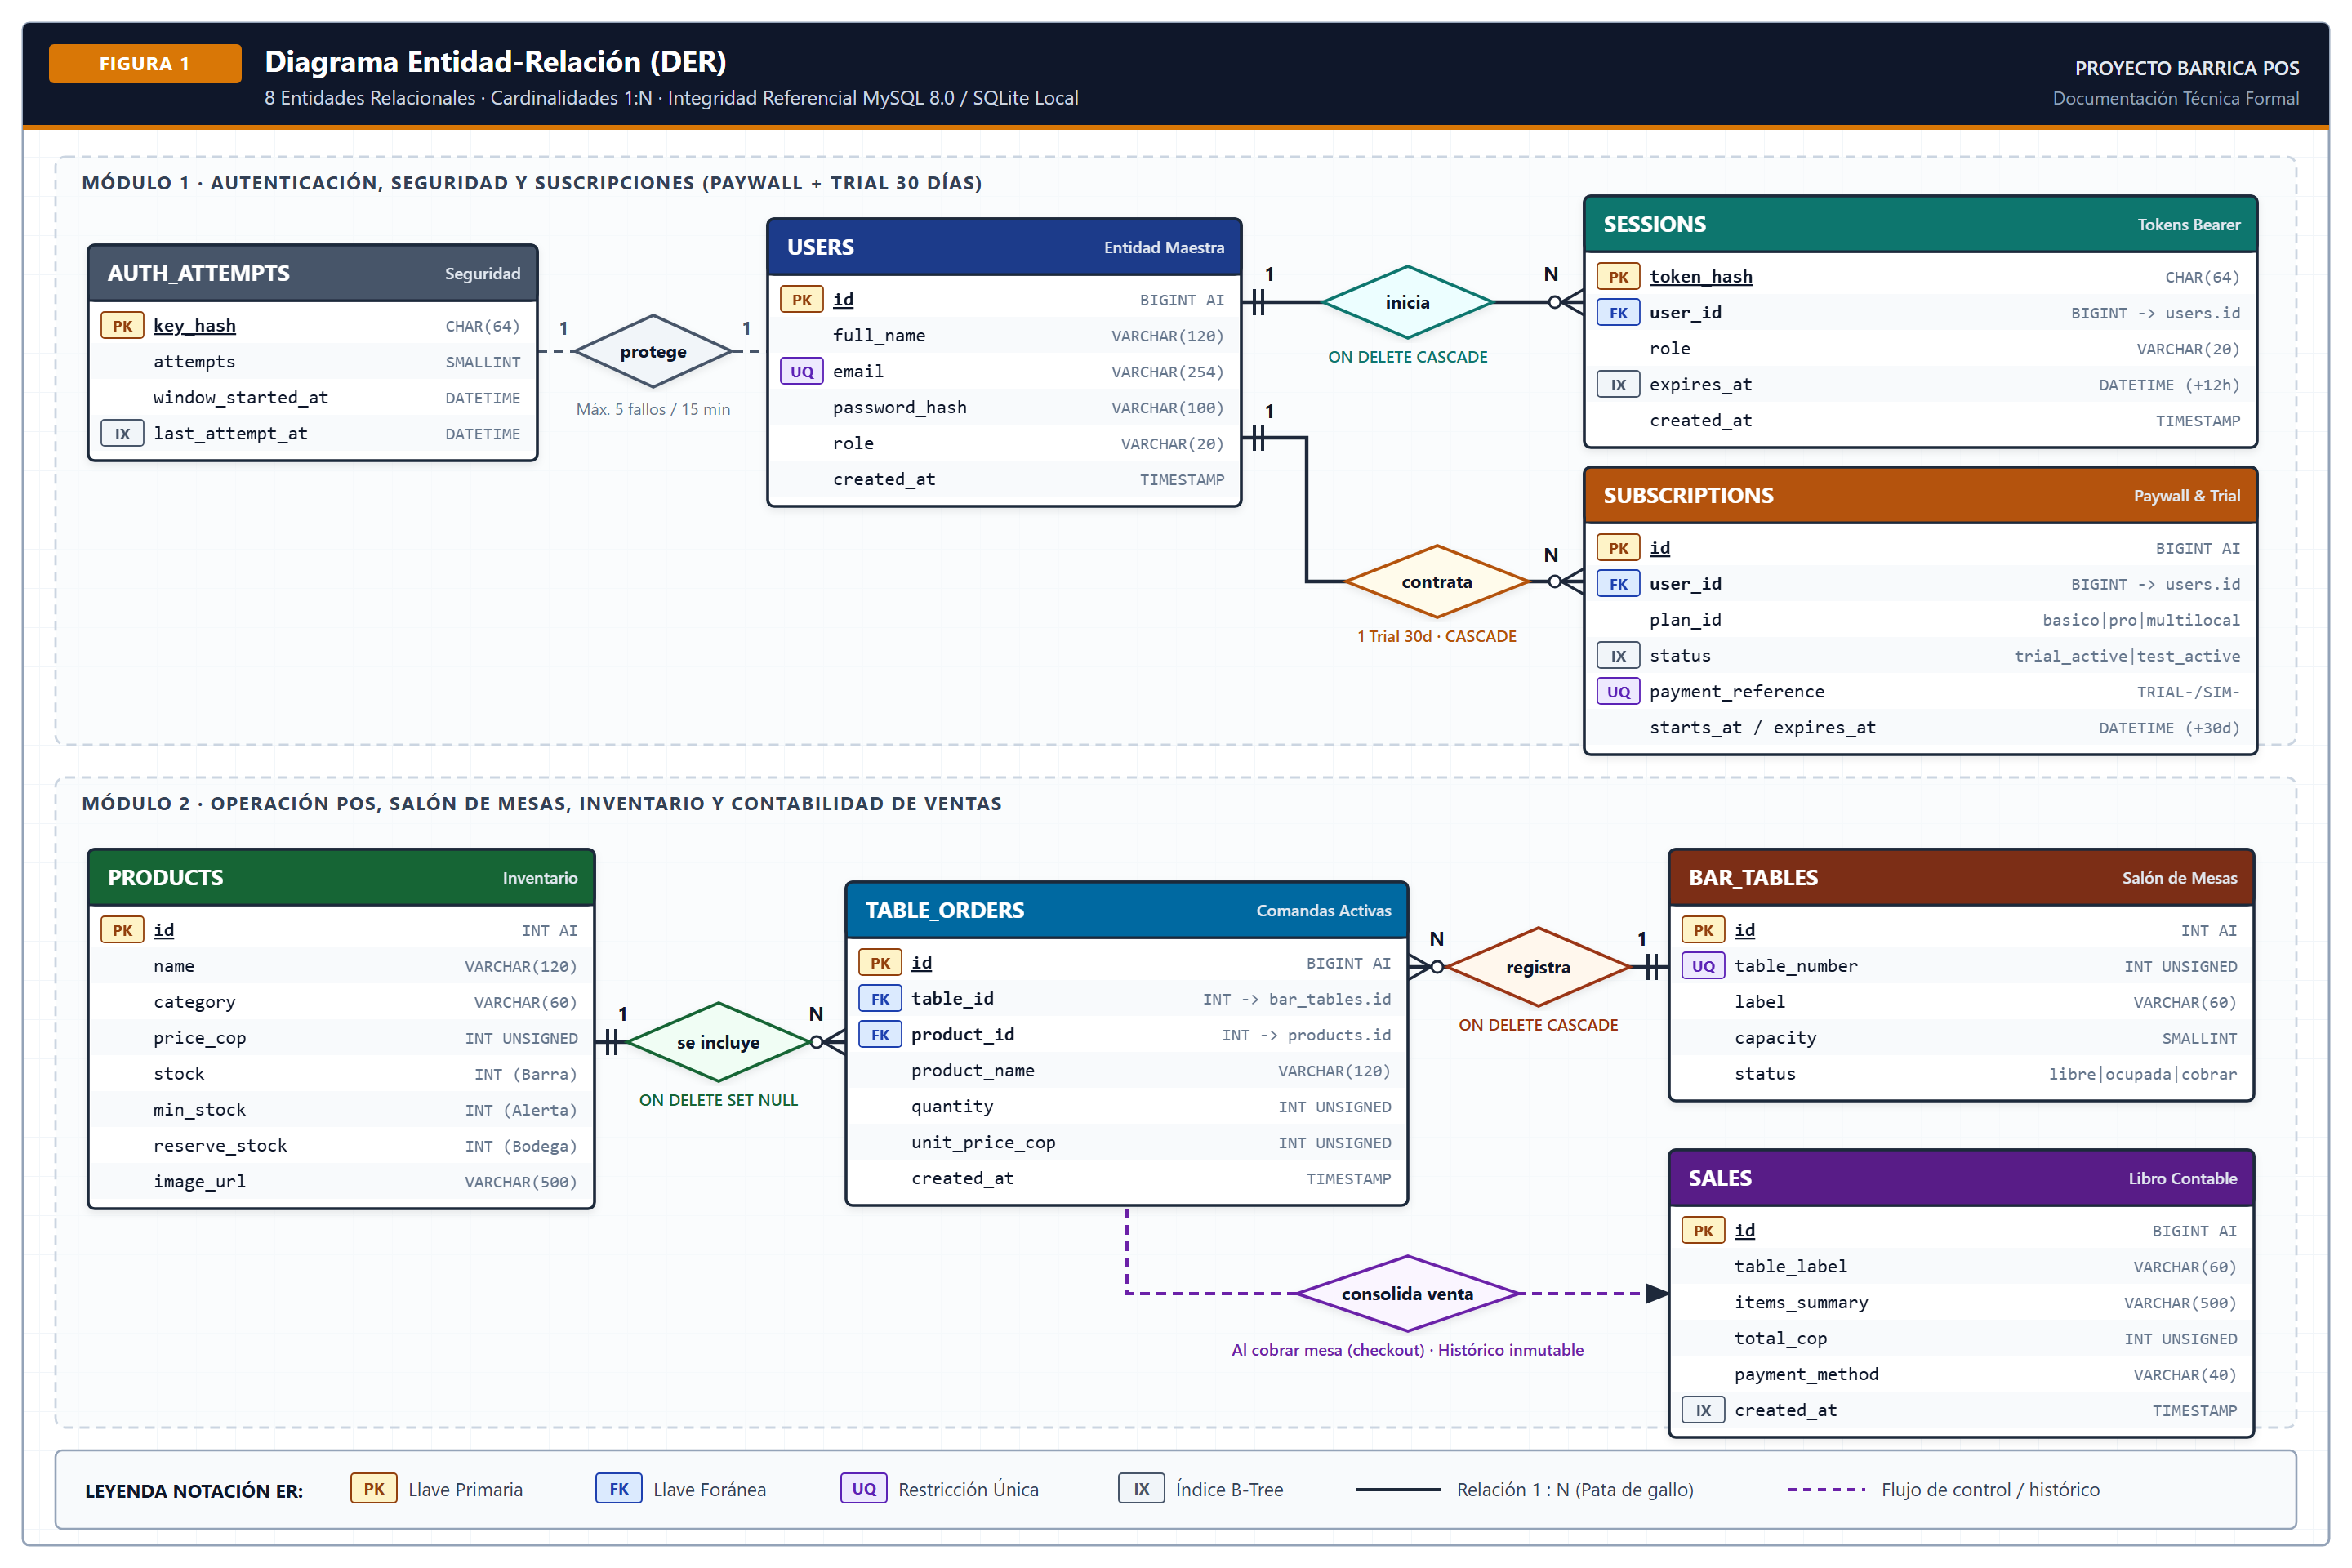 FIGURA 1
Diagrama Entidad-Relación (DER)
8 Entidades Relacionales · Cardinalidades 1:N · Integridad Referencial MySQL 8.0 / SQLite Local
PROYECTO BARRICA POS
Documentación Técnica Formal
MÓDULO 1 · AUTENTICACIÓN, SEGURIDAD Y SUSCRIPCIONES (PAYWALL + TRIAL 30 DÍAS)
AUTH_ATTEMPTS Seguridad
PK key_hash CHAR(64)
attempts SMALLINT
window_started_at DATETIME
IX last_attempt_at DATETIME
1 protege 1
Máx. 5 fallos / 15 min
USERS Entidad Maestra
PK id BIGINT AI
full_name VARCHAR(120)
UQ email VARCHAR(254)
password_hash VARCHAR(100)
role VARCHAR(20)
created_at TIMESTAMP
1 inicia N
ON DELETE CASCADE
1 contrata N
1 Trial 30d · CASCADE
SESSIONS Tokens Bearer
PK token_hash CHAR(64)
FK user_id BIGINT -> users.id
role VARCHAR(20)
IX expires_at DATETIME (+12h)
created_at TIMESTAMP
SUBSCRIPTIONS Paywall & Trial
PK id BIGINT AI
FK user_id BIGINT -> users.id
plan_id basico|pro|multilocal
IX status trial_active|test_active
UQ payment_reference TRIAL-/SIM-
starts_at / expires_at DATETIME (+30d)
MÓDULO 2 · OPERACIÓN POS, SALÓN DE MESAS, INVENTARIO Y CONTABILIDAD DE VENTAS
PRODUCTS Inventario
PK id INT AI
name VARCHAR(120)
category VARCHAR(60)
price_cop INT UNSIGNED
stock INT (Barra)
min_stock INT (Alerta)
reserve_stock INT (Bodega)
image_url VARCHAR(500)
1 se incluye N
ON DELETE SET NULL
TABLE_ORDERS Comandas Activas
PK id BIGINT AI
FK table_id INT -> bar_tables.id
FK product_id INT -> products.id
product_name VARCHAR(120)
quantity INT UNSIGNED
unit_price_cop INT UNSIGNED
created_at TIMESTAMP
N registra 1
ON DELETE CASCADE
BAR_TABLES Salón de Mesas
PK id INT AI
UQ table_number INT UNSIGNED
label VARCHAR(60)
capacity SMALLINT
status libre|ocupada|cobrar
consolida venta
Al cobrar mesa (checkout) · Histórico inmutable
SALES Libro Contable
PK id BIGINT AI
table_label VARCHAR(60)
items_summary VARCHAR(500)
total_cop INT UNSIGNED
payment_method VARCHAR(40)
IX created_at TIMESTAMP
LEYENDA NOTACIÓN ER: PK Llave Primaria FK Llave Foránea UQ Restricción Única IX Índice B-Tree Relación 1 : N (Pata de gallo) Flujo de control / histórico